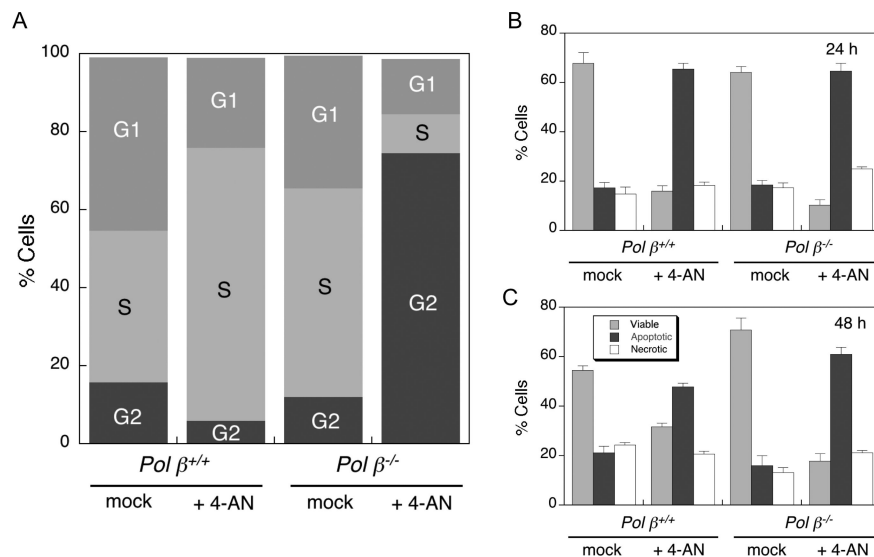 A
100
80
60
40
20
0
% Cells
G1
S
G2
G1
S
G2
G1
S
G2
G1
S
G2
Pol β+/+
Pol β-/-
mock
+ 4-AN
mock
+ 4-AN
B
24 h
80
60
40
20
0
% Cells
Pol β+/+
Pol β-/-
mock
+ 4-AN
mock
+ 4-AN
C
48 h
Viable
Apoptotic
Necrotic
80
60
40
20
0
% Cells
Pol β+/+
Pol β-/-
mock
+ 4-AN
mock
+ 4-AN